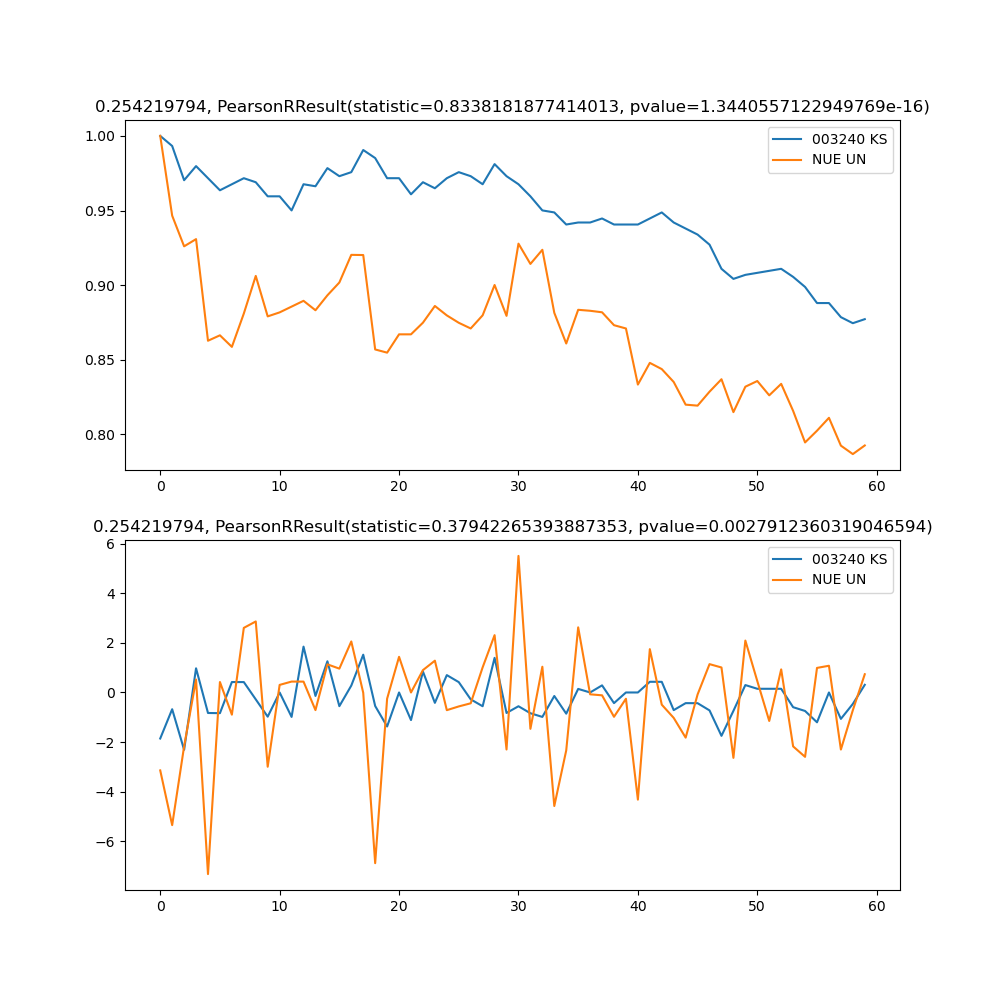 0.254219794, PearsonRResult(statistic=0.8338181877414013, pvalue=1.3440557122949769e-16)
003240 KS
NUE UN
1.00
0.95
0.90
0.85
0.80
0 10 20 30 40 50 60
0.254219794, PearsonRResult(statistic=0.37942265393887353, pvalue=0.0027912360319046594)
003240 KS
NUE UN
6
4
2
0
−2
−4
−6
0 10 20 30 40 50 60